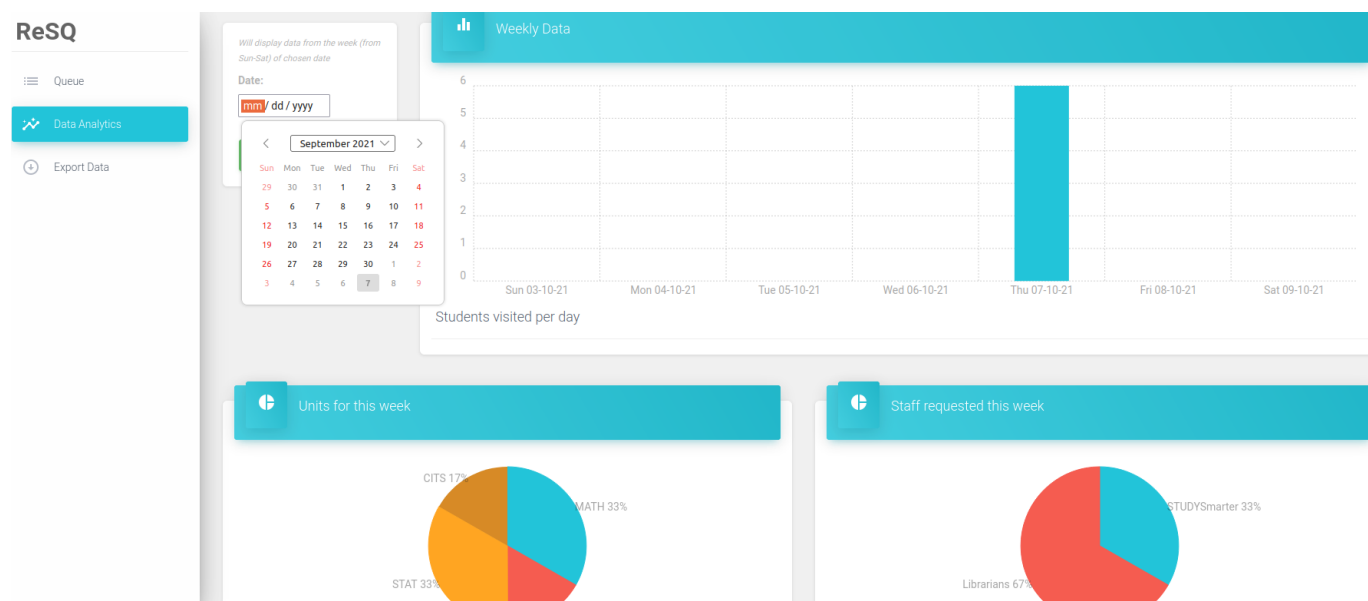 ReSQ
Queue
Data Analytics
Export Data
Will display data from the week (from
Sun-Sat) of chosen date
Date:
mm / dd / yyyy
September 2021
Sun Mon Tue Wed Thu Fri Sat
29 30 31 1 2 3 4
5 6 7 8 9 10 11
12 13 14 15 16 17 18
19 20 21 22 23 24 25
26 27 28 29 30 1 2
3 4 5 6 7 8 9
Weekly Data
6
5
4
3
2
1
0
Sun 03-10-21 Mon 04-10-21 Tue 05-10-21 Wed 06-10-21 Thu 07-10-21 Fri 08-10-21 Sat 09-10-21
Students visited per day
Units for this week
CITS 17%
MATH 33%
STAT 33%
Staff requested this week
STUDYSmarter 33%
Librarians 67%